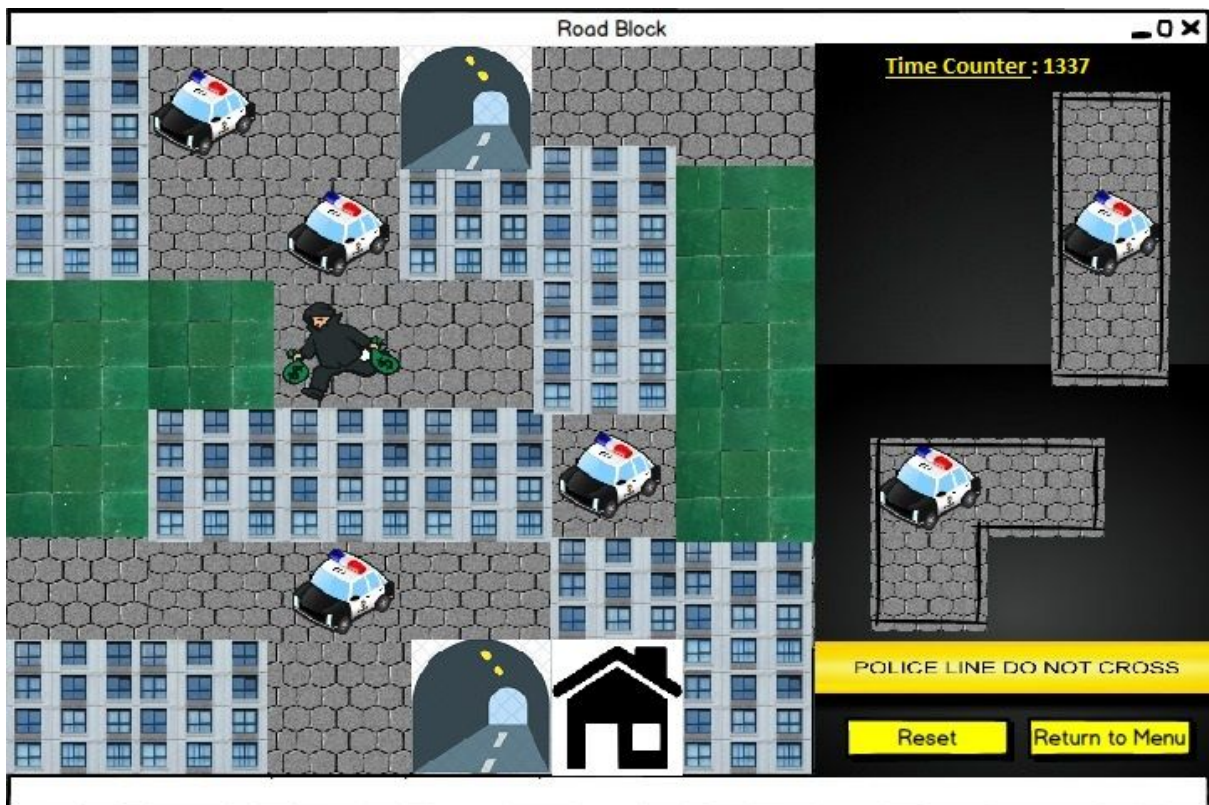 Road Block
Time Counter : 1337
POLICE LINE DO NOT CROSS
Reset
Return to Menu